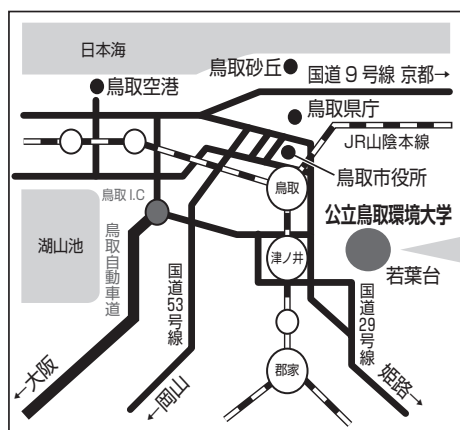 日本海
鳥取砂丘
国道9号線 京都→
鳥取空港
鳥取県庁
JR山陰本線
鳥取市役所
鳥取
鳥取I.C
公立鳥取環境大学
湖山池
鳥取自動車道
津ノ井
若葉台
国道53号線
国道29号線
郡家
←大阪
←岡山
姫路→